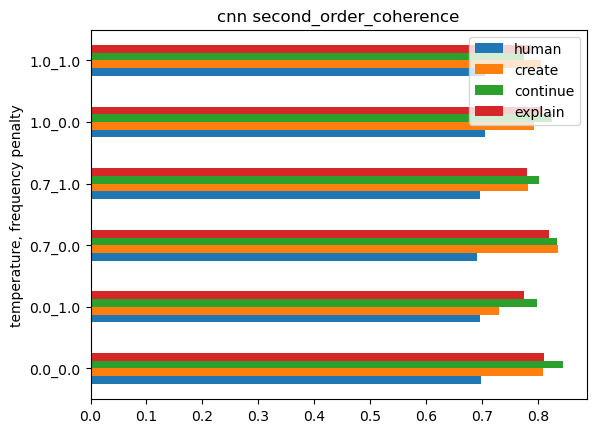 cnn second_order_coherence
human
create
continue
explain
temperature, frequency penalty
1.0_1.0
1.0_0.0
0.7_1.0
0.7_0.0
0.0_1.0
0.0_0.0
0.0 0.1 0.2 0.3 0.4 0.5 0.6 0.7 0.8